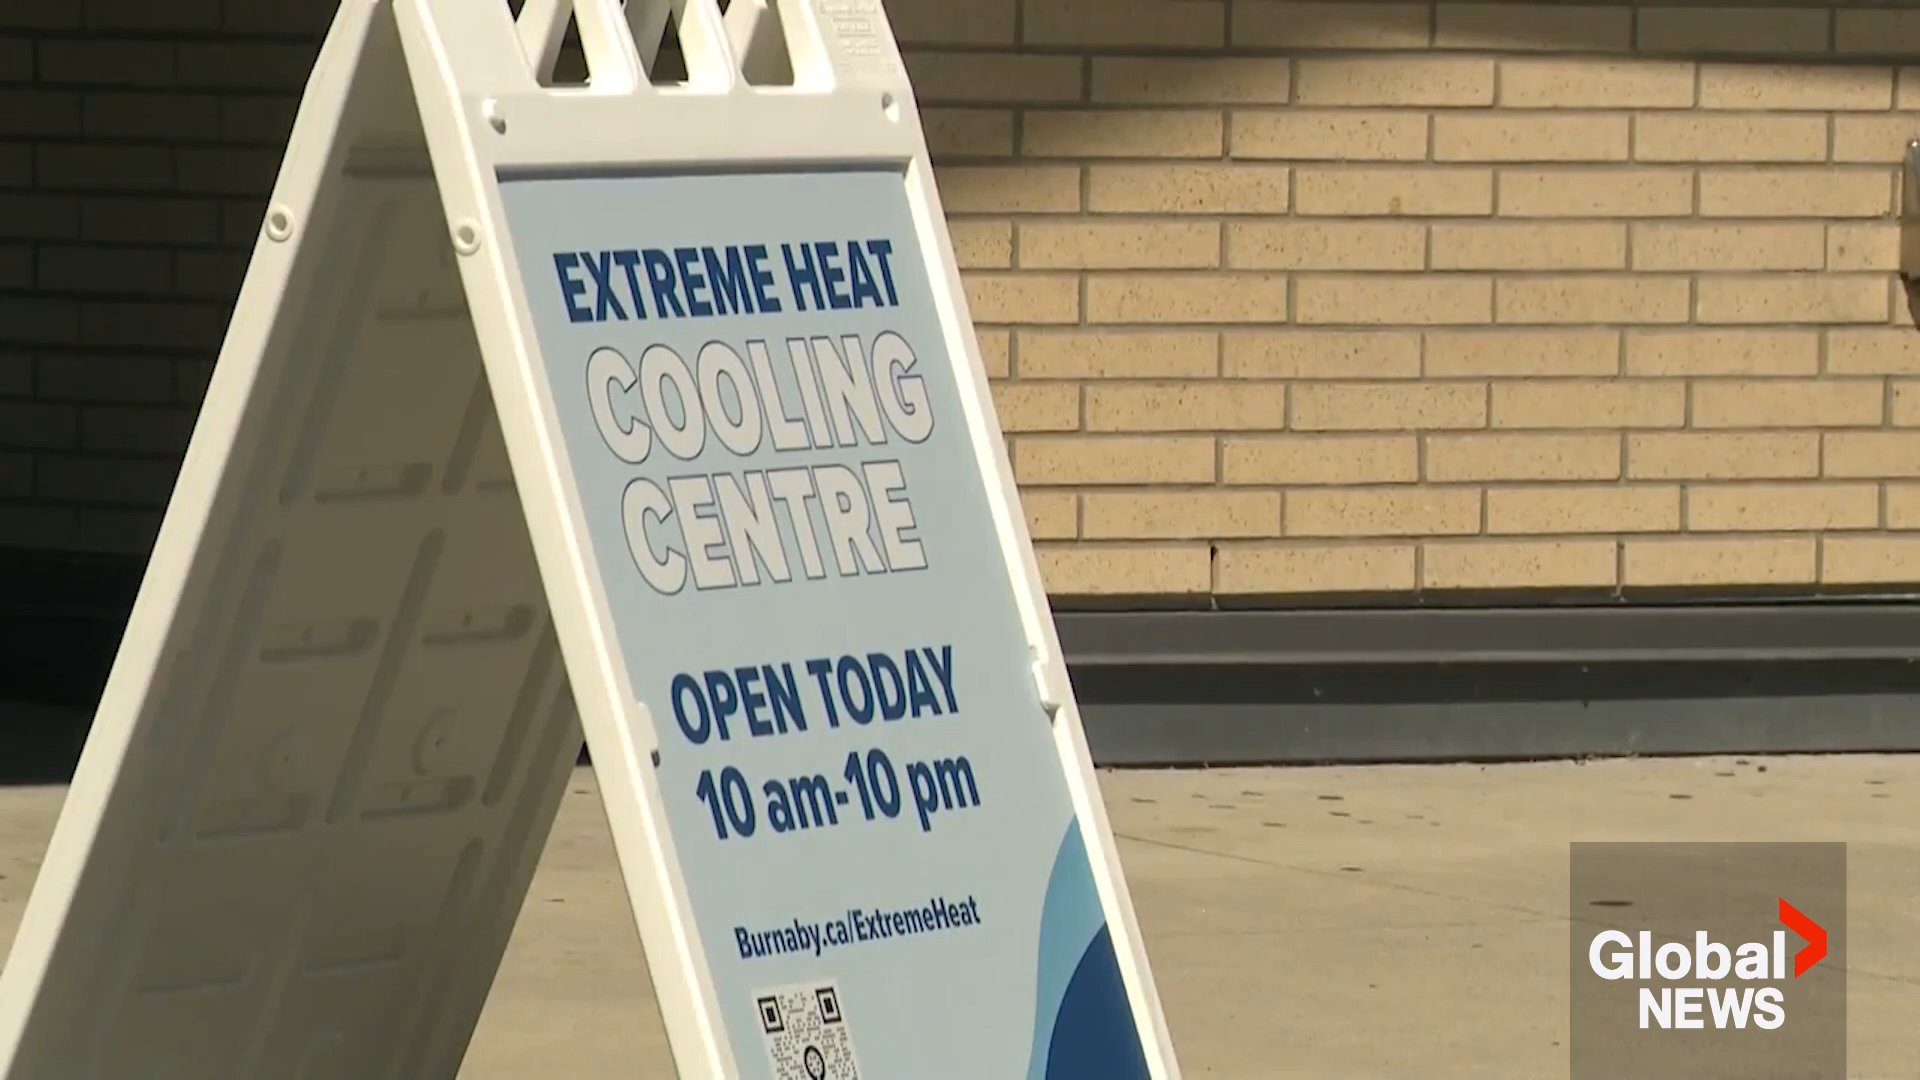 EXTREME HEAT
COOLING
CENTRE
OPEN TODAY
10 am-10 pm
Burnaby.ca/ExtremeHeat
Global
NEWS